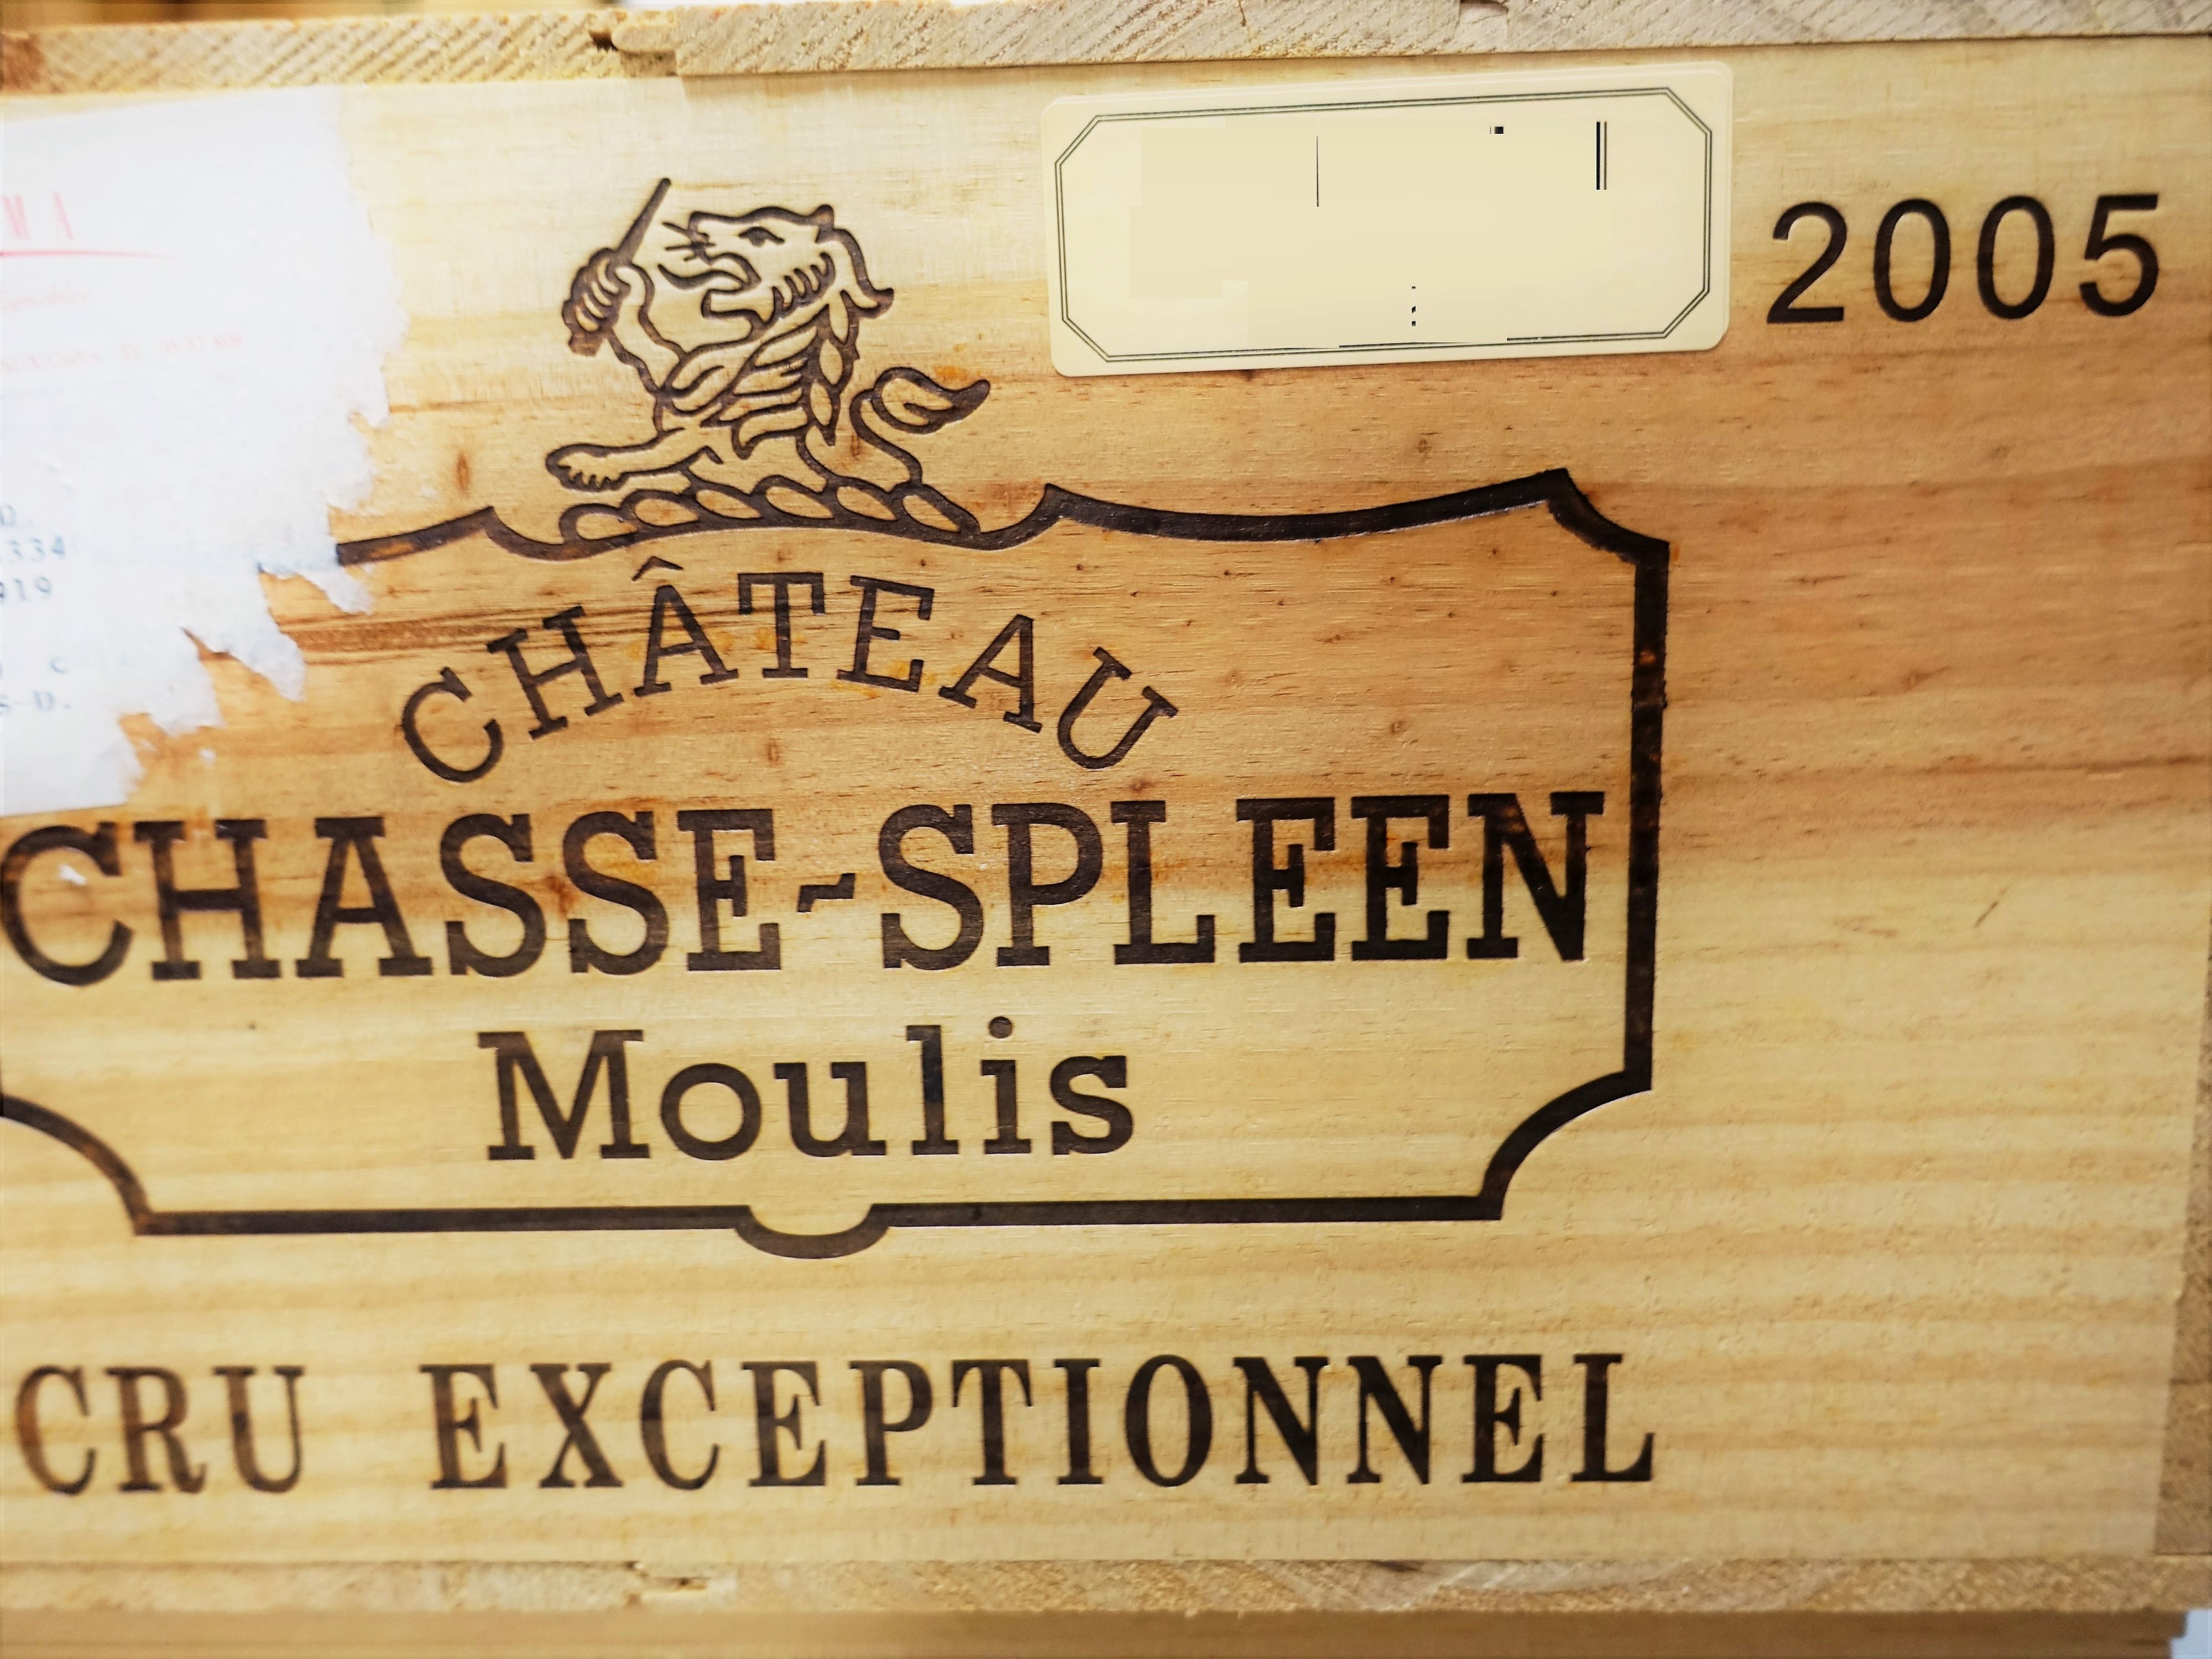 2005
CHÂTEAU
CHASSE-SPLEEN
Moulis
CRU EXCEPTIONNEL